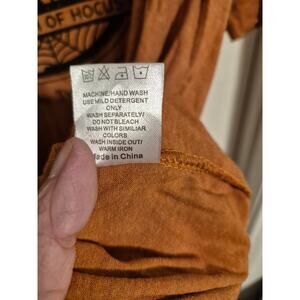 OF HOCUS
MACHINE/HAND WASH
USE MILD DETERGENT
ONLY
WASH SEPARATELY/
DO NOT BLEACH
WASH WITH SIMILIAR
COLORS
WASH INSIDE OUT/
WARM IRON
Made in China